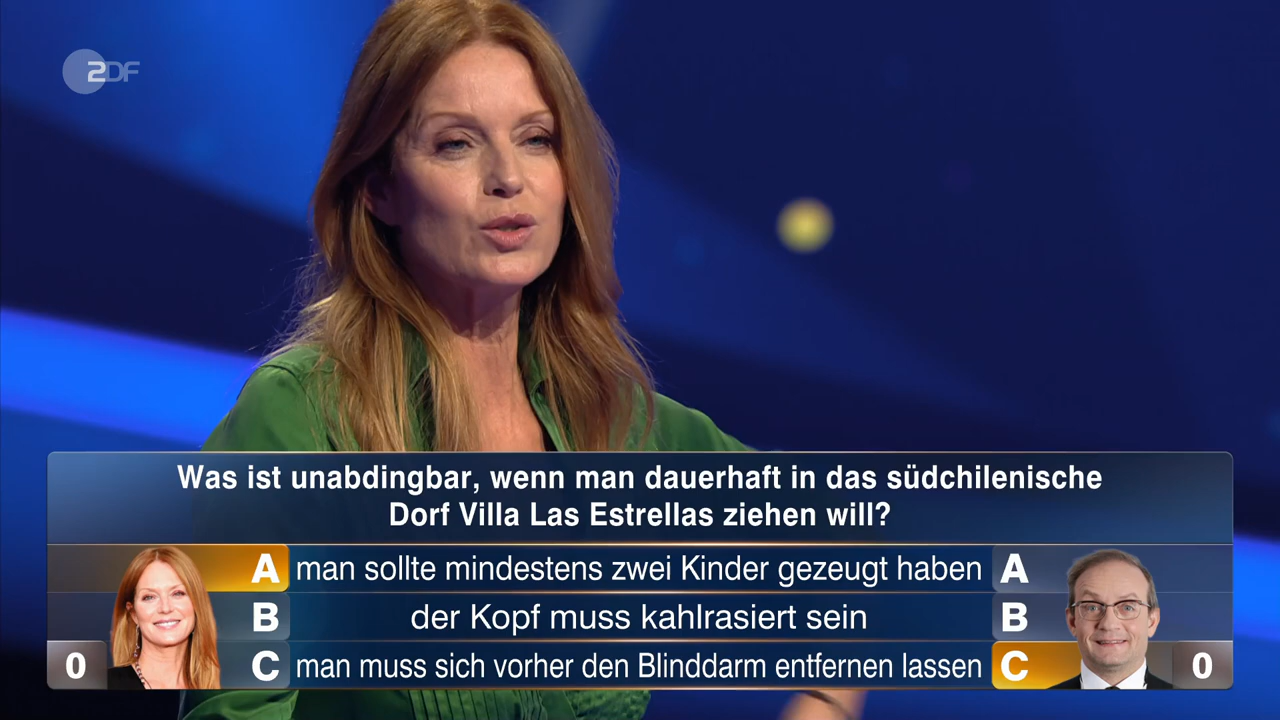 ZDF
Was ist unabdingbar, wenn man dauerhaft in das südchilenische
Dorf Villa Las Estrellas ziehen will?
A man sollte mindestens zwei Kinder gezeugt haben A
B der Kopf muss kahlrasiert sein B
0 C man muss sich vorher den Blinddarm entfernen lassen C 0